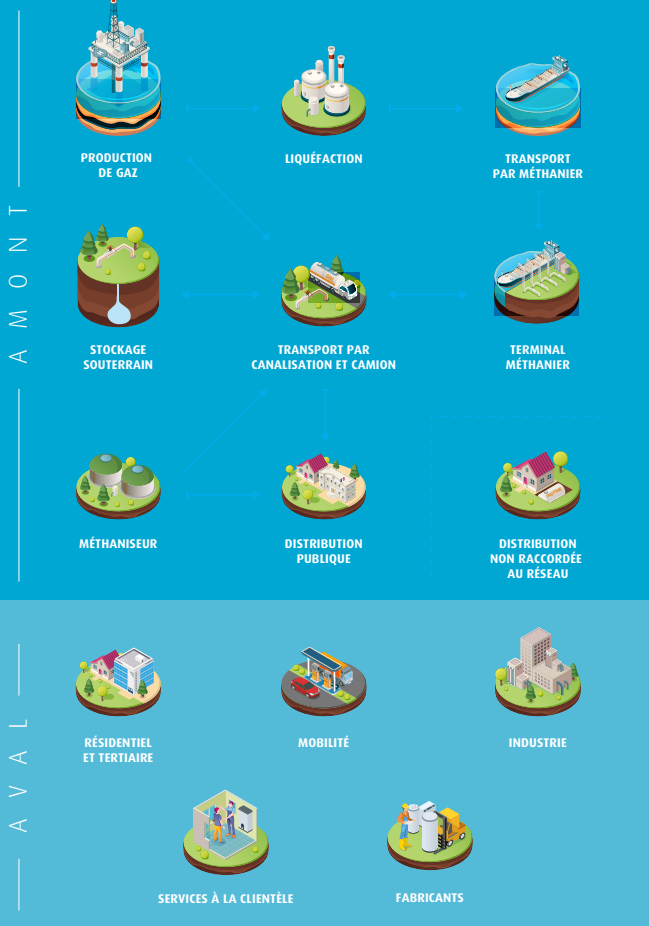 AMONT
PRODUCTION
DE GAZ
LIQUÉFACTION
TRANSPORT
PAR MÉTHANIER
STOCKAGE
SOUTERRAIN
TRANSPORT PAR
CANALISATION ET CAMION
TERMINAL
MÉTHANIER
MÉTHANISEUR
DISTRIBUTION
PUBLIQUE
DISTRIBUTION
NON RACCORDÉE
AU RÉSEAU
AVAL
RÉSIDENTIEL
ET TERTIAIRE
MOBILITÉ
INDUSTRIE
SERVICES À LA CLIENTÈLE
FABRICANTS